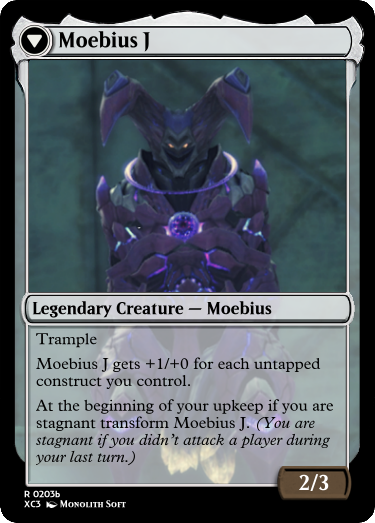 Moebius J
Legendary Creature — Moebius
Trample
Moebius J gets +1/+0 for each untapped
construct you control.
At the beginning of your upkeep if you are
stagnant transform Moebius J. (You are
stagnant if you didn't attack a player during
your last turn.)
2/3
R 0203b
XC3 Monolith Soft